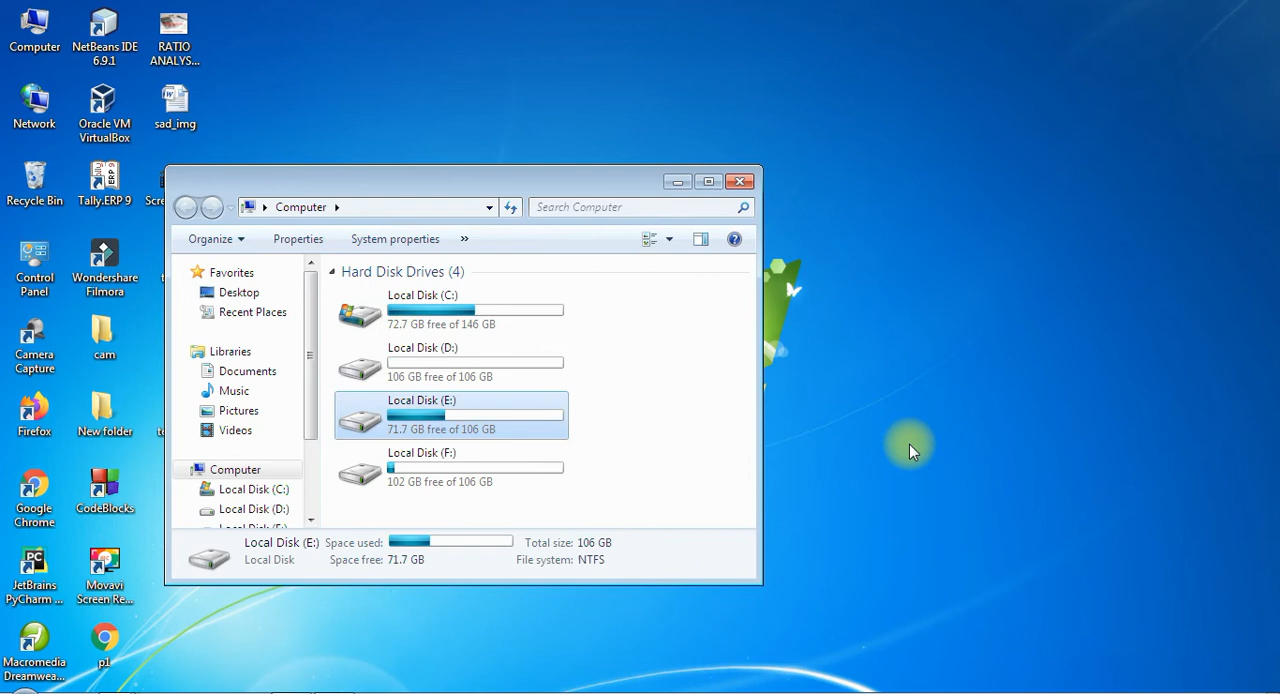 Computer
NetBeans IDE
6.9.1
RATIO
ANALYS...
Network
Oracle VM
VirtualBox
sad_img
Recycle Bin
Tally.ERP 9
Scre
Control
Panel
Wondershare
Filmora
Camera
Capture
cam
Firefox
New folder
Google
Chrome
CodeBlocks
JetBrains
PyCharm ...
Movavi
Screen Re...
Macromedia
Dreamwea...
p1
Computer
Search Computer
Organize
Properties
System properties
»
Favorites
Desktop
Recent Places
Libraries
Documents
Music
Pictures
Videos
Computer
Local Disk (C:)
Local Disk (D:)
Hard Disk Drives (4)
Local Disk (C:)
72.7 GB free of 146 GB
Local Disk (D:)
106 GB free of 106 GB
Local Disk (E:)
71.7 GB free of 106 GB
Local Disk (F:)
102 GB free of 106 GB
Local Disk (E:) Space used: Total size: 106 GB
Local Disk Space free: 71.7 GB File system: NTFS